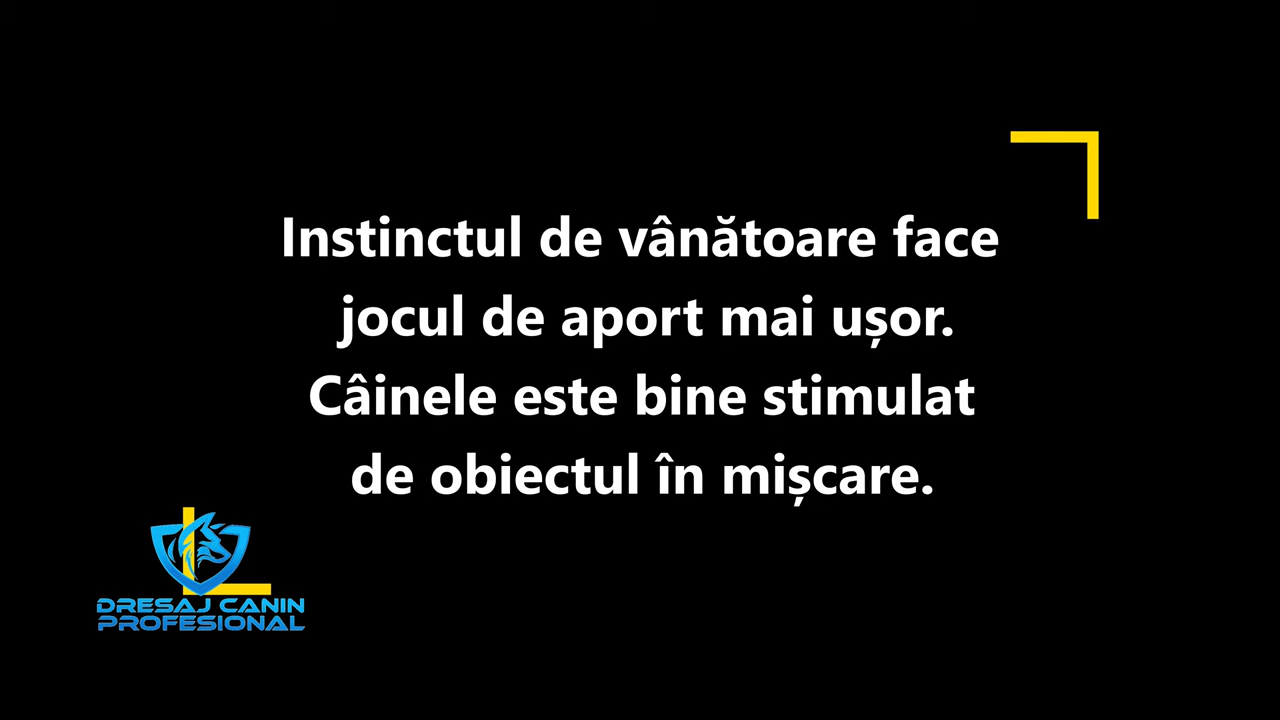 Instinctul de vânătoare face
jocul de aport mai ușor.
Câinele este bine stimulat
de obiectul în mișcare.
DRESAJ CANIN
PROFESIONAL